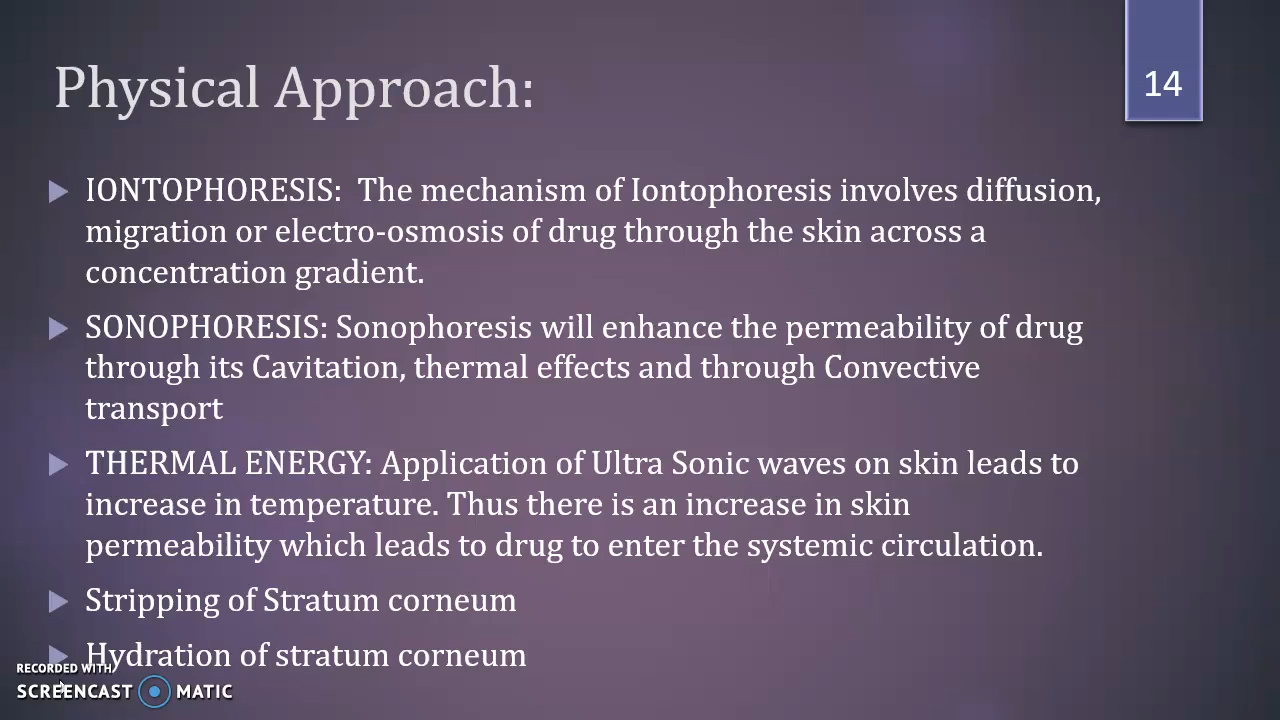 Physical Approach:
14
IONTOPHORESIS:  The mechanism of Iontophoresis involves diffusion,
migration or electro-osmosis of drug through the skin across a
concentration gradient.
SONOPHORESIS: Sonophoresis will enhance the permeability of drug
through its Cavitation, thermal effects and through Convective
transport
THERMAL ENERGY: Application of Ultra Sonic waves on skin leads to
increase in temperature. Thus there is an increase in skin
permeability which leads to drug to enter the systemic circulation.
Stripping of Stratum corneum
Hydration of stratum corneum
RECORDED WITH
SCREENCAST MATIC